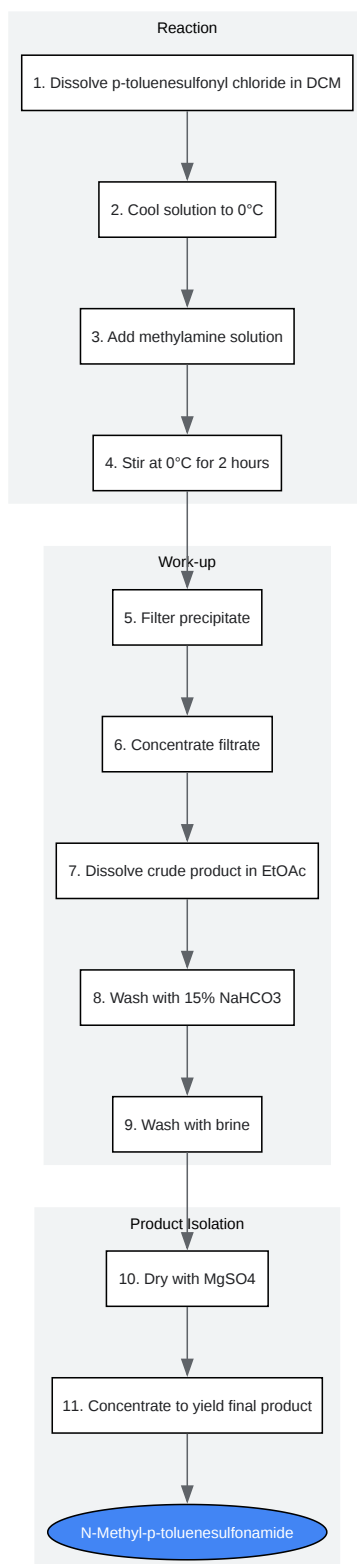 Reaction
1. Dissolve p-toluenesulfonyl chloride in DCM
2. Cool solution to 0°C
3. Add methylamine solution
4. Stir at 0°C for 2 hours
Work-up
5. Filter precipitate
6. Concentrate filtrate
7. Dissolve crude product in EtOAc
8. Wash with 15% NaHCO3
9. Wash with brine
Product Isolation
10. Dry with MgSO4
11. Concentrate to yield final product
N-Methyl-p-toluenesulfonamide